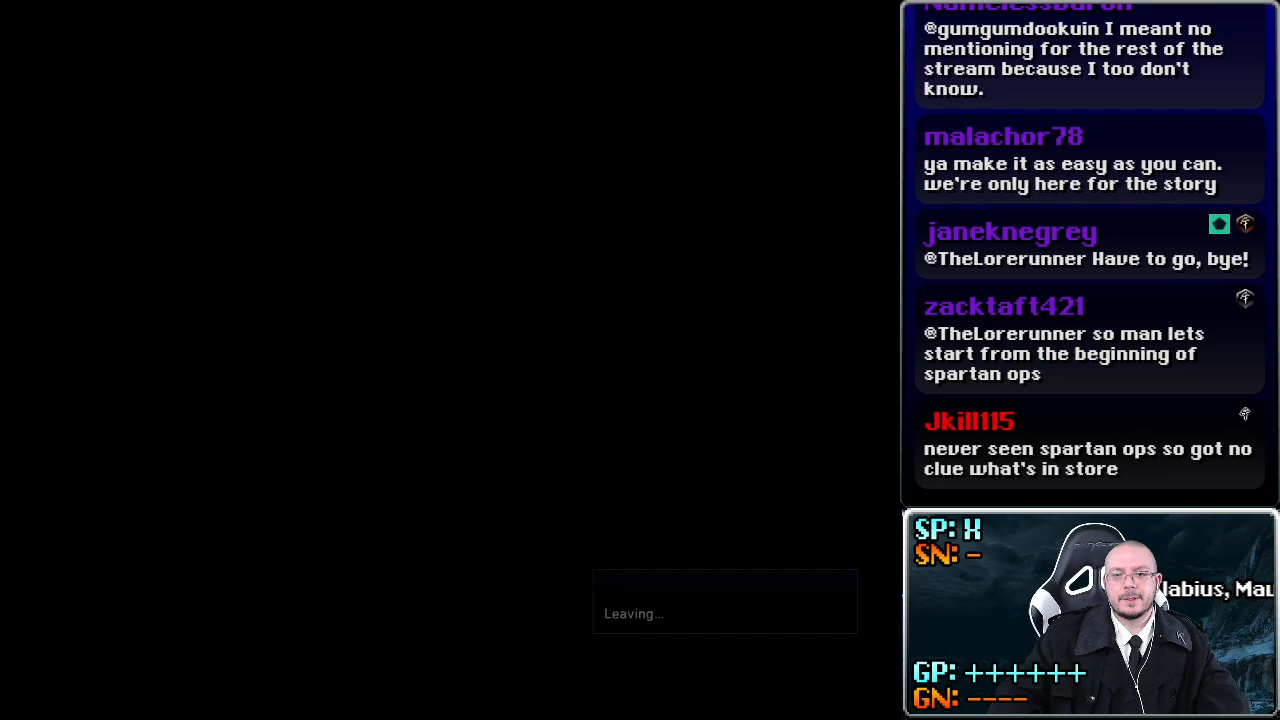 @gumgumdookuin I meant no
mentioning for the rest of the
stream because I too don't
know.
malachor78
ya make it as easy as you can.
we're only here for the story
janeknegrey
@TheLorerunner Have to go, bye!
zacktaft421
@TheLorerunner so man lets
start from the beginning of
spartan ops
Jkill115
never seen spartan ops so got no
clue what's in store
Leaving...
SP: X
SN: -
abius, Mau
GP: ++++++
GN: ----